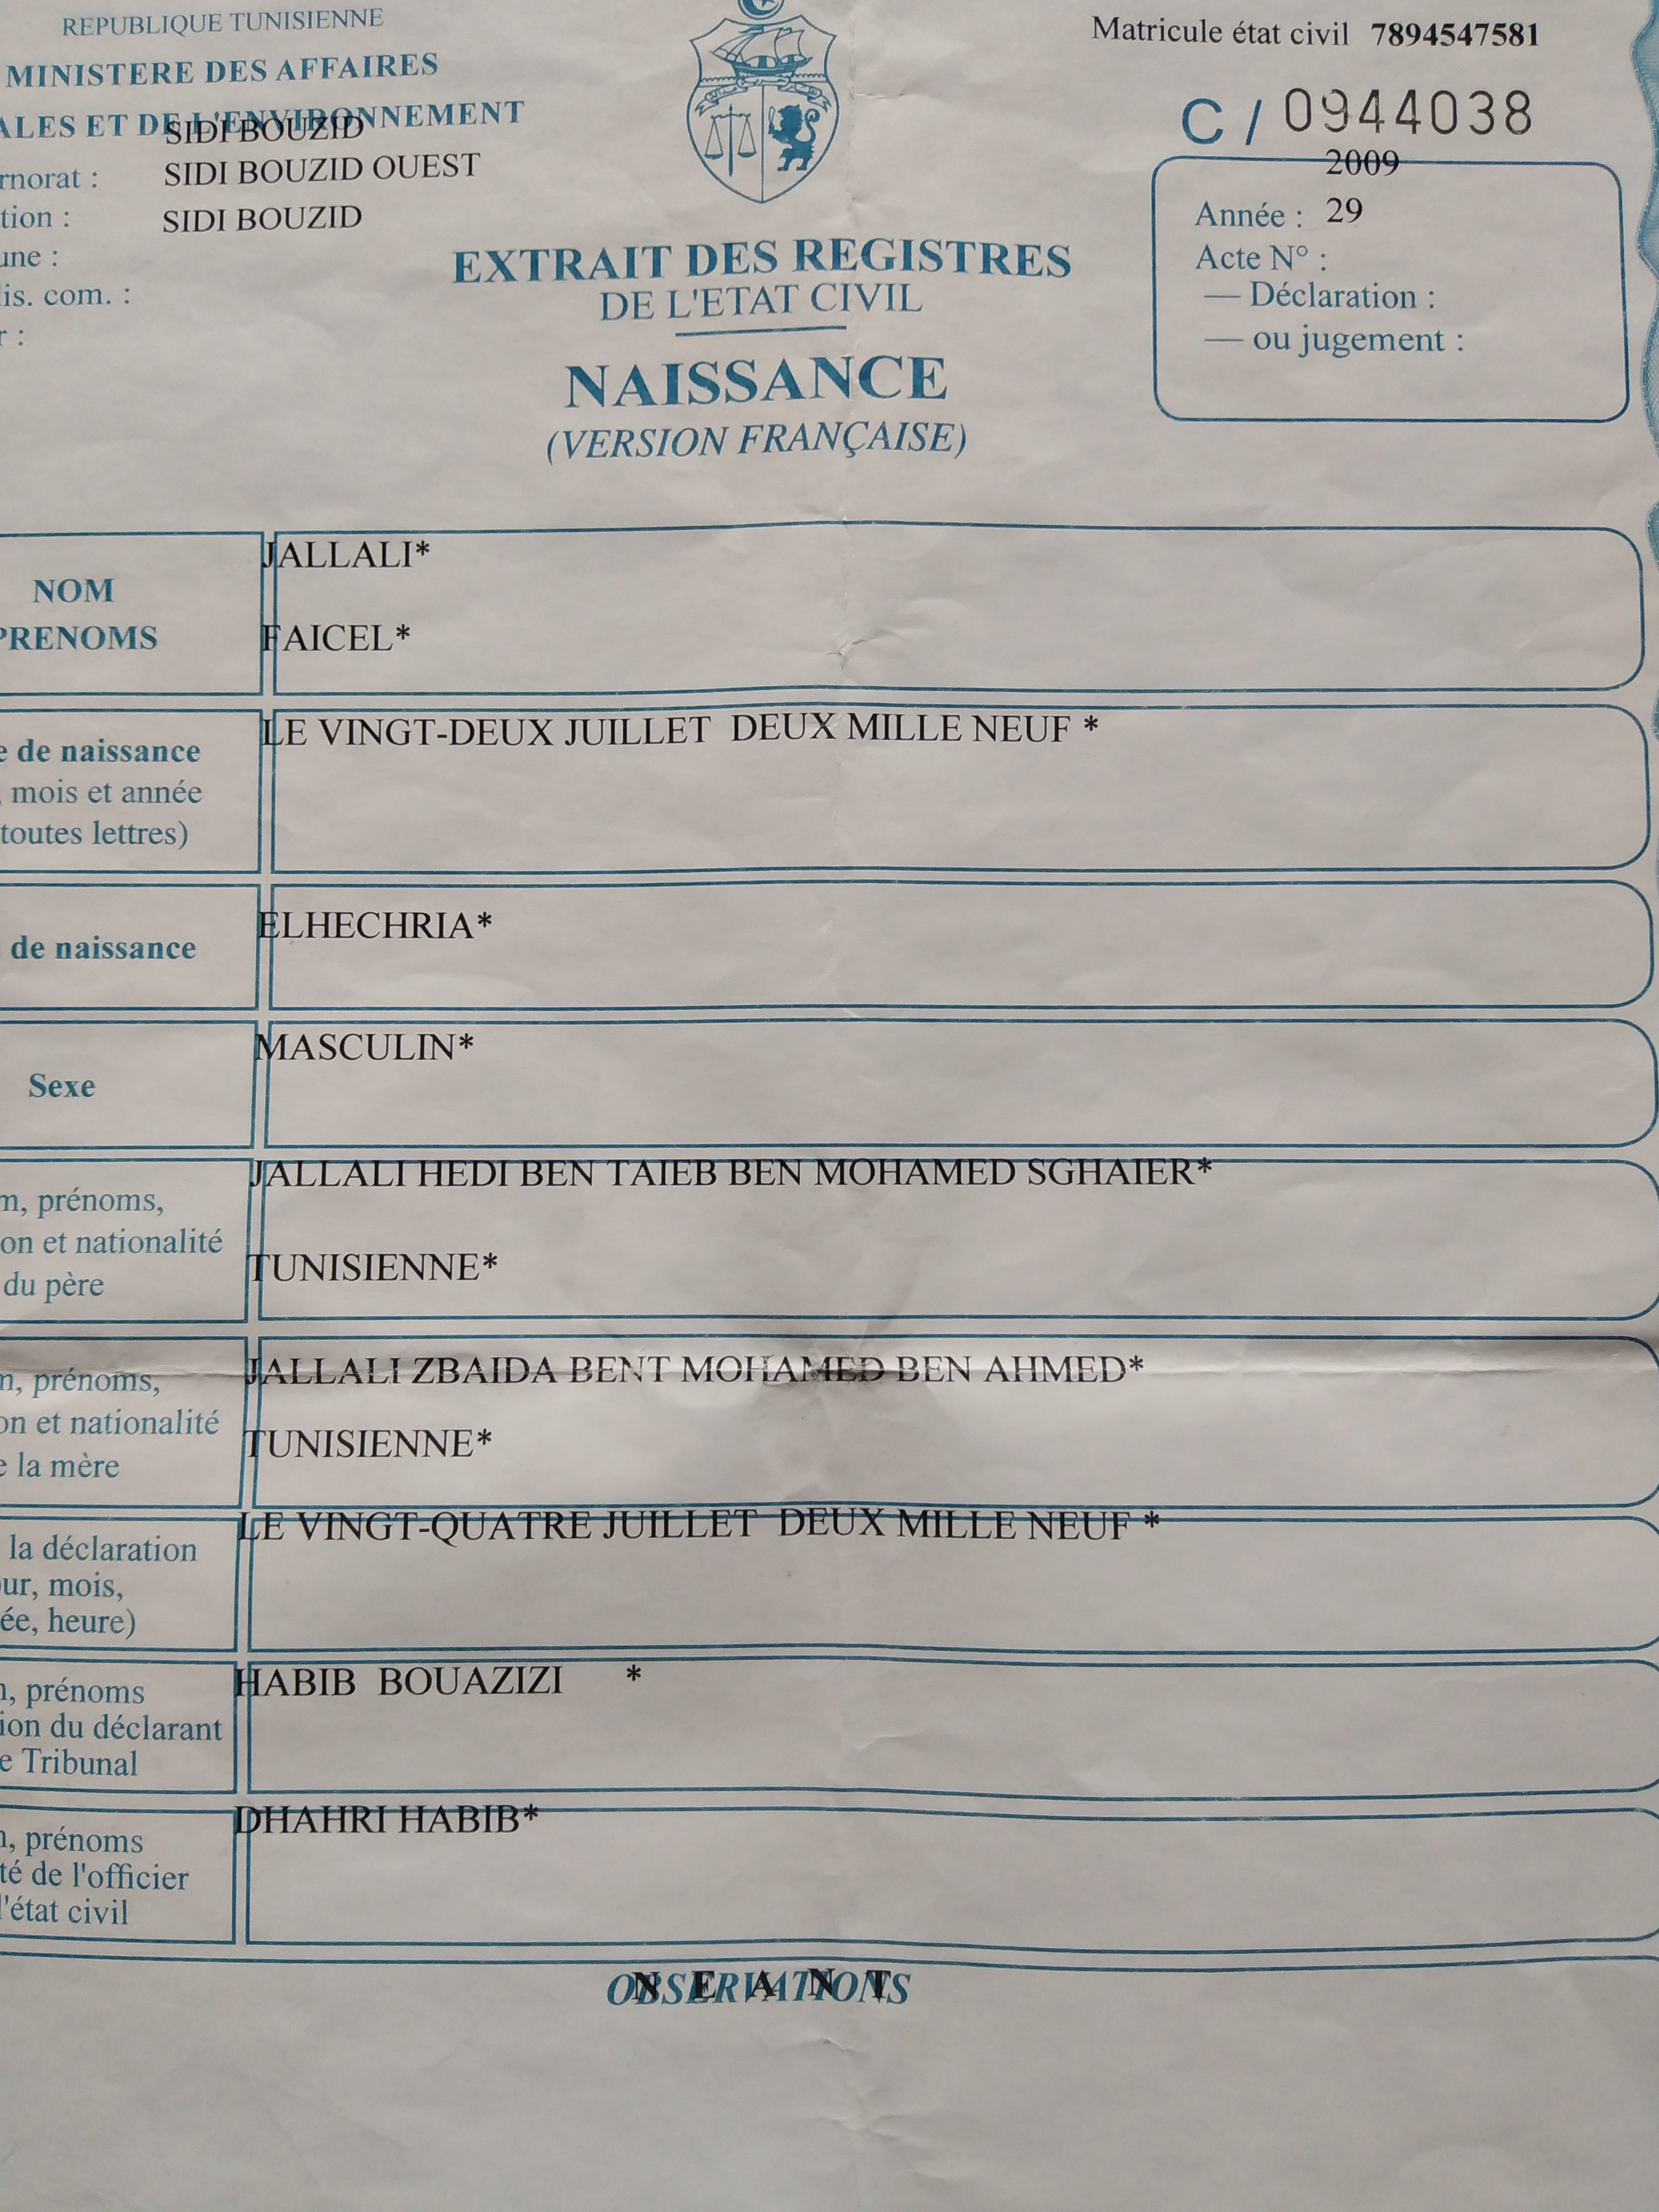 REPUBLIQUE TUNISIENNE
MINISTERE DES AFFAIRES
ALES ET DE L'ENVIRONNEMENT
SIDI BOUZID
rnorat : SIDI BOUZID OUEST
tion : SIDI BOUZID
une :
is. com. :
r :
Matricule état civil 7894547581
C / 0944038
2009
Année : 29
Acte N° :
— Déclaration :
— ou jugement :
EXTRAIT DES REGISTRES
DE L'ETAT CIVIL
NAISSANCE
(VERSION FRANÇAISE)
JALLALI*
NOM
PRENOMS FAICEL*
LE VINGT-DEUX JUILLET DEUX MILLE NEUF *
e de naissance
, mois et année
toutes lettres)
ELHECHRIA*
de naissance
MASCULIN*
Sexe
JALLALI HEDI BEN TAIEB BEN MOHAMED SGHAIER*
m, prénoms,
on et nationalité
du père
TUNISIENNE*
JALLALI ZBAIDA BENT MOHAMED BEN AHMED*
n, prénoms,
on et nationalité
e la mère
TUNISIENNE*
LE VINGT-QUATRE JUILLET DEUX MILLE NEUF *
la déclaration
ur, mois,
ée, heure)
HABIB BOUAZIZI *
n, prénoms
ion du déclarant
e Tribunal
DHAHRI HABIB*
n, prénoms
té de l'officier
l'état civil
OBSERVATIONS
N E A N T